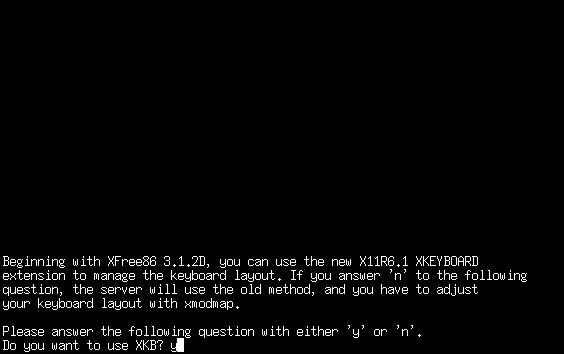 Beginning with XFree86 3.1.2D, you can use the new X11R6.1 XKEYBOARD
extension to manage the keyboard layout. If you answer 'n' to the following
question, the server will use the old method, and you have to adjust
your keyboard layout with xmodmap.
Please answer the following question with either 'y' or 'n'.
Do you want to use XKB? y